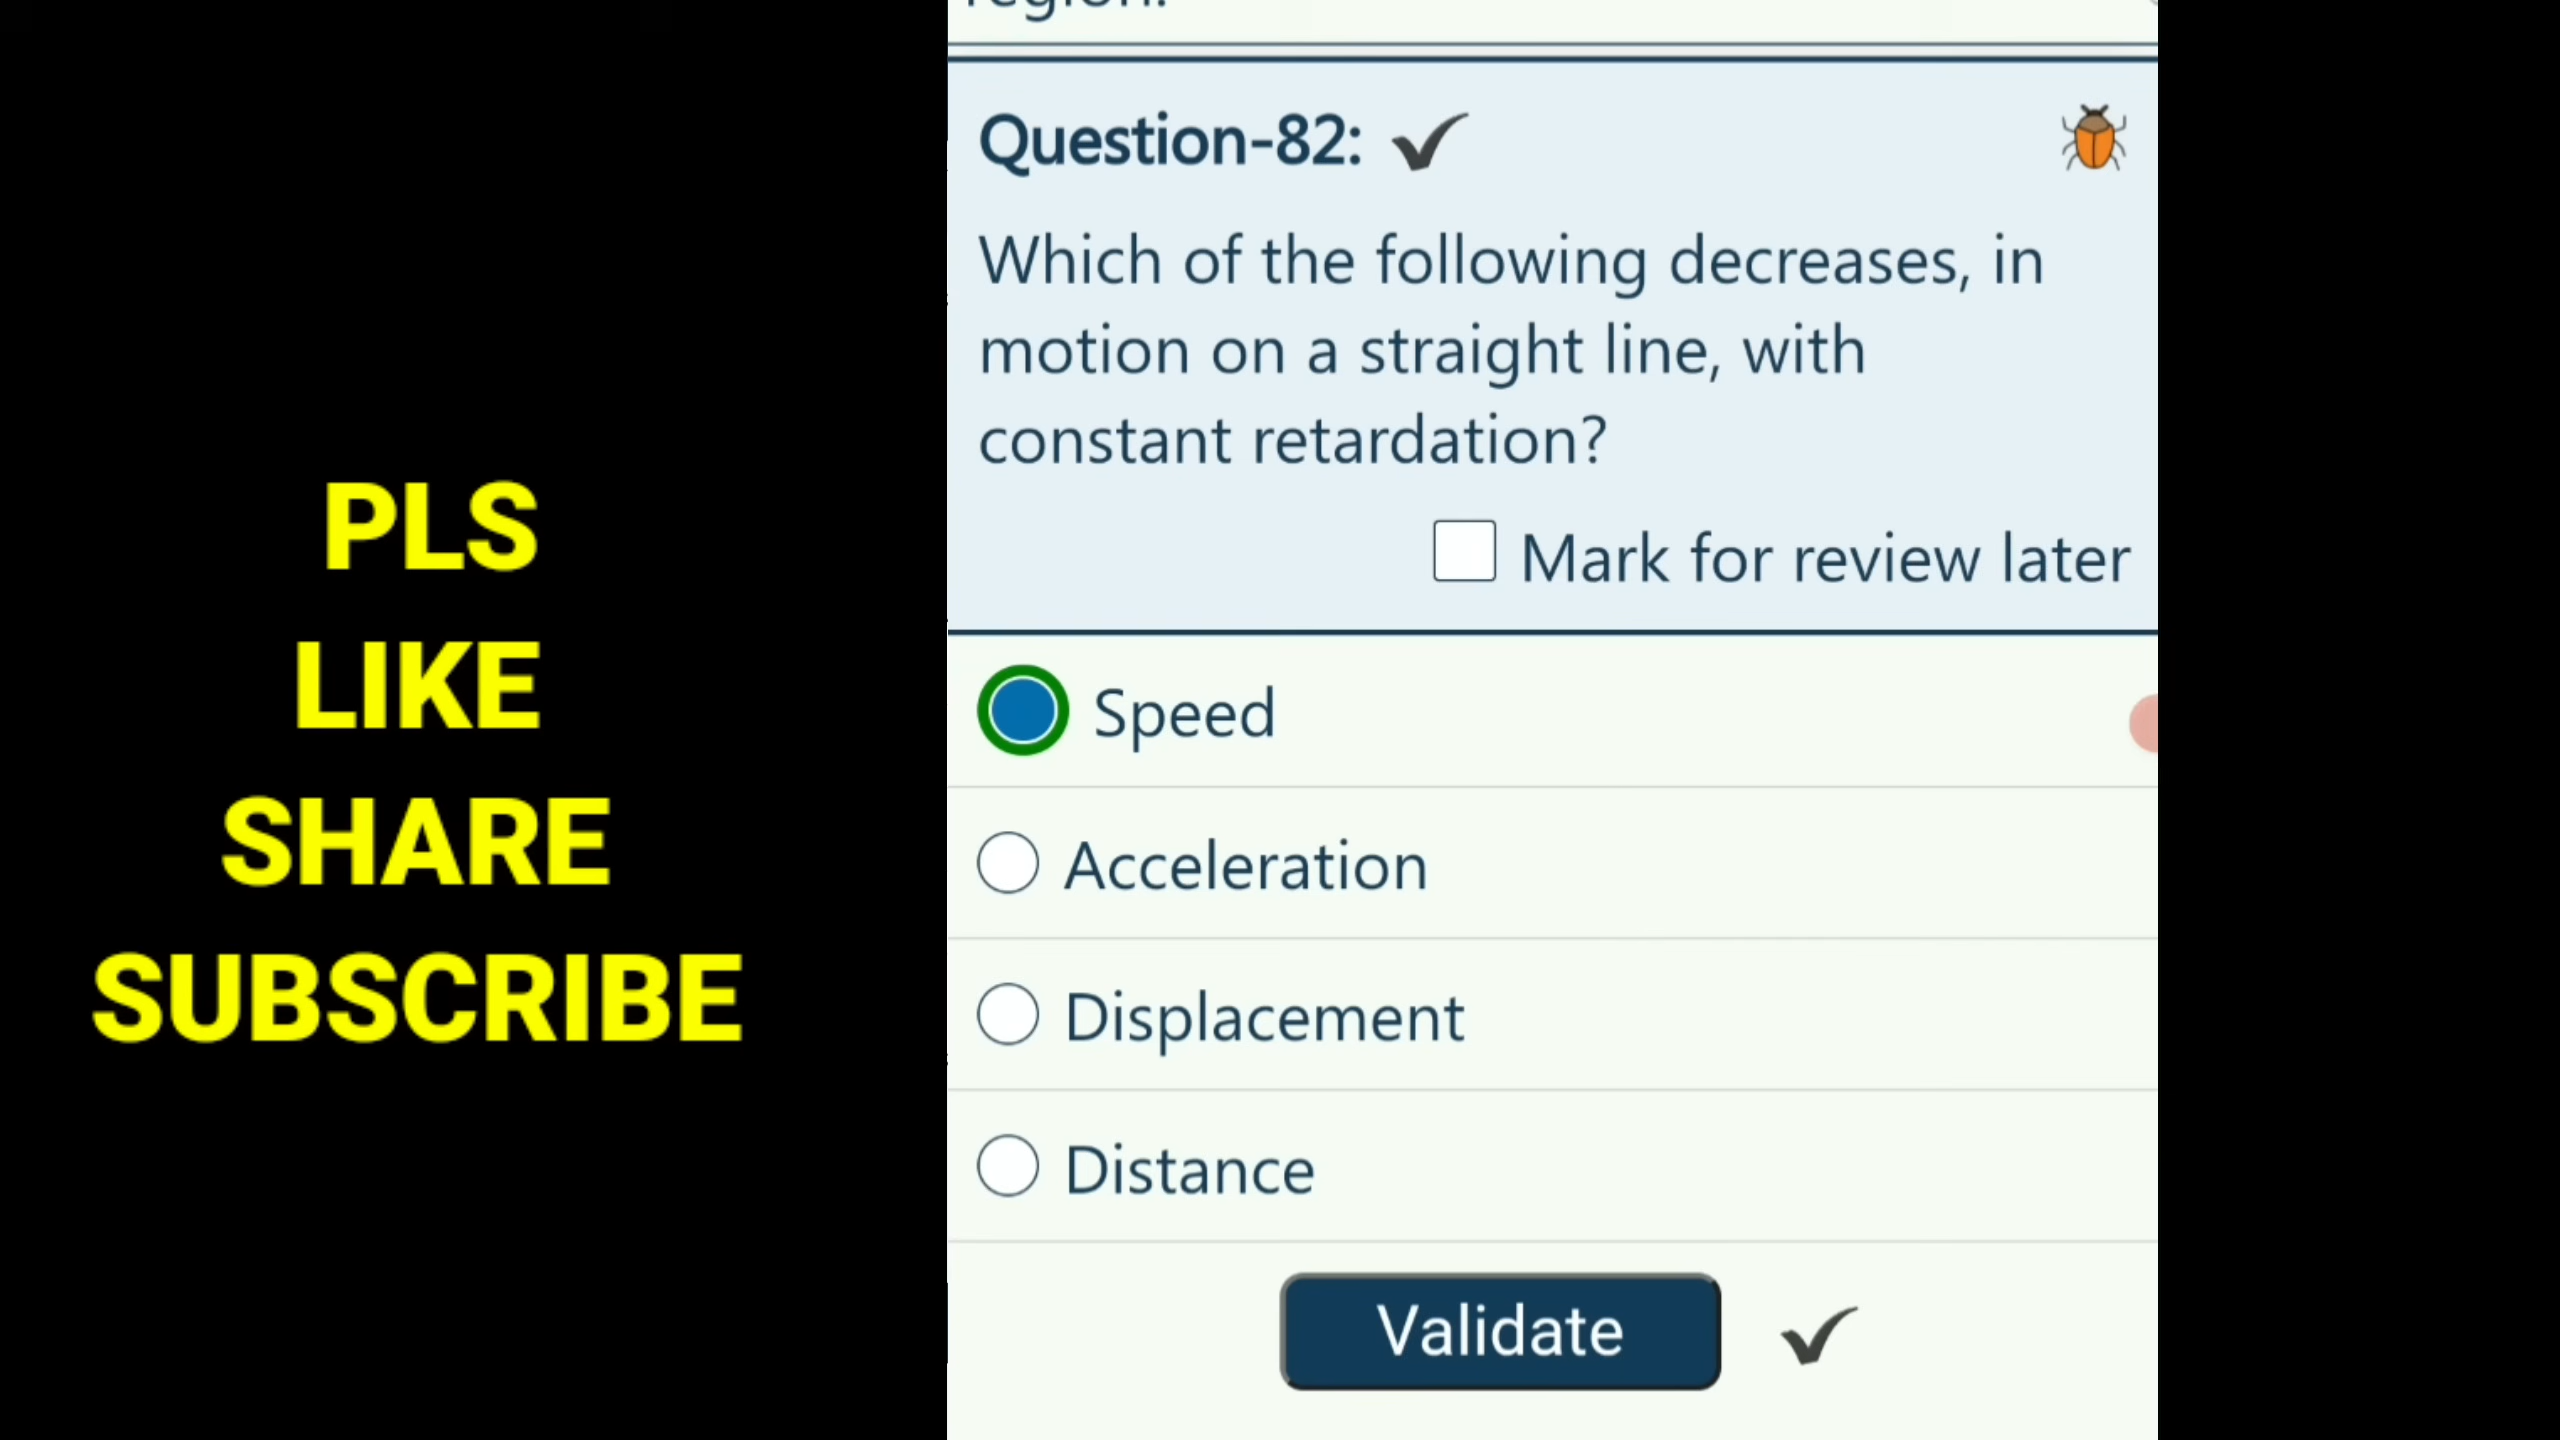 PLS
LIKE
SHARE
SUBSCRIBE
region.
Question-82:
Which of the following decreases, in
motion on a straight line, with
constant retardation?
Mark for review later
Speed
Acceleration
Displacement
Distance
Validate